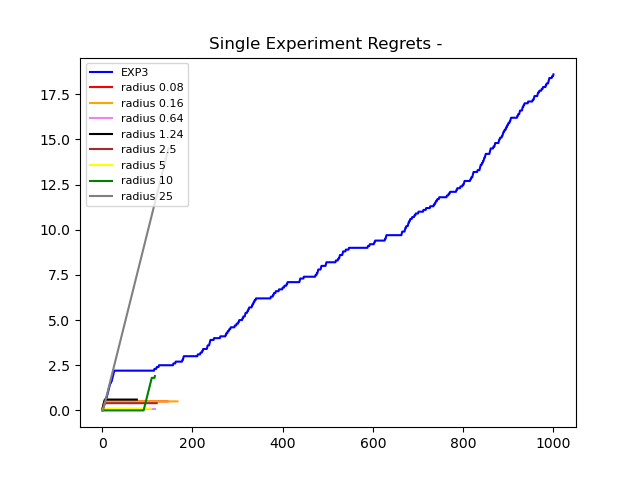 Single Experiment Regrets -
EXP3
radius 0.08
radius 0.16
radius 0.64
radius 1.24
radius 2.5
radius 5
radius 10
radius 25
17.5
15.0
12.5
10.0
7.5
5.0
2.5
0.0
0 200 400 600 800 1000